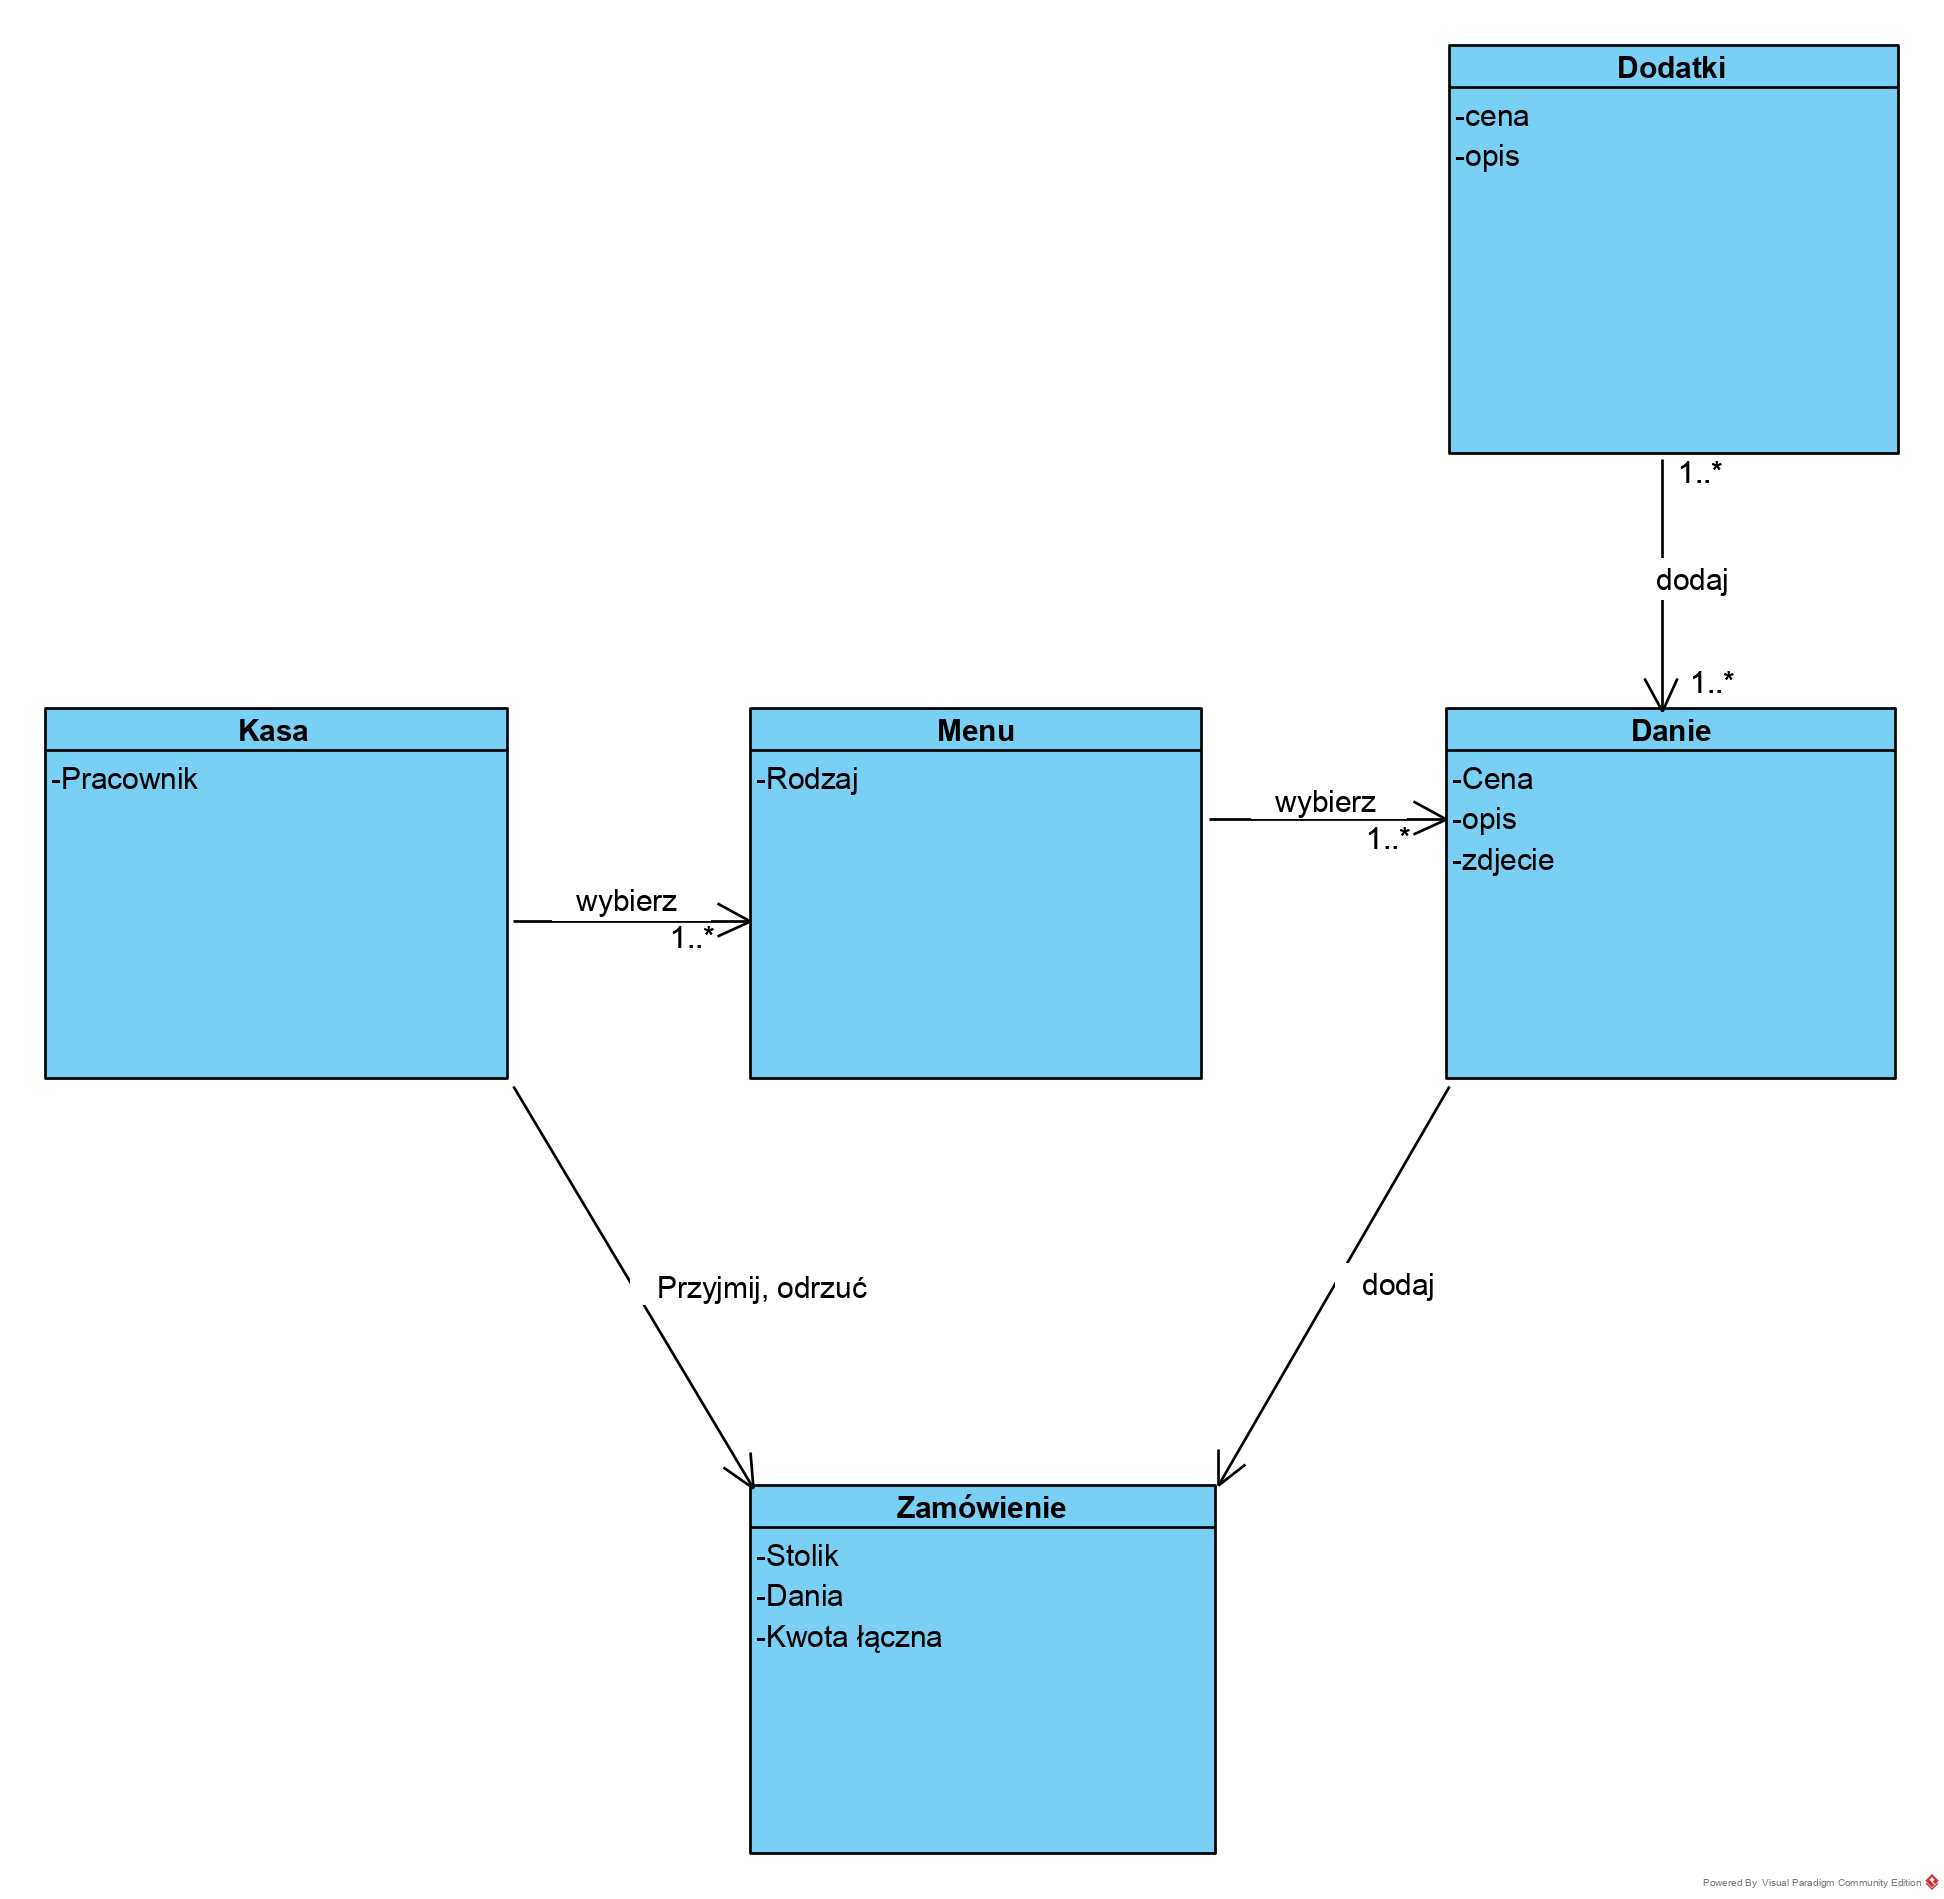 Dodatki
-cena
-opis
1..*
dodaj
1..*
Kasa
-Pracownik
wybierz
1..*
Menu
-Rodzaj
wybierz
1..*
Danie
-Cena
-opis
-zdjecie
Przyjmij, odrzuć
dodaj
Zamówienie
-Stolik
-Dania
-Kwota łączna
Powered By Visual Paradigm Community Edition